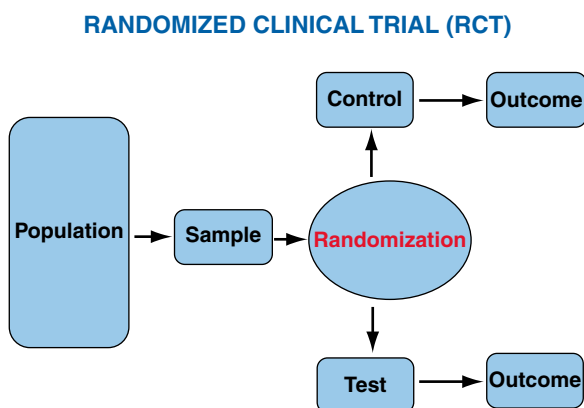 RANDOMIZED CLINICAL TRIAL (RCT)
Control
Outcome
Population
Sample
Randomization
Test
Outcome